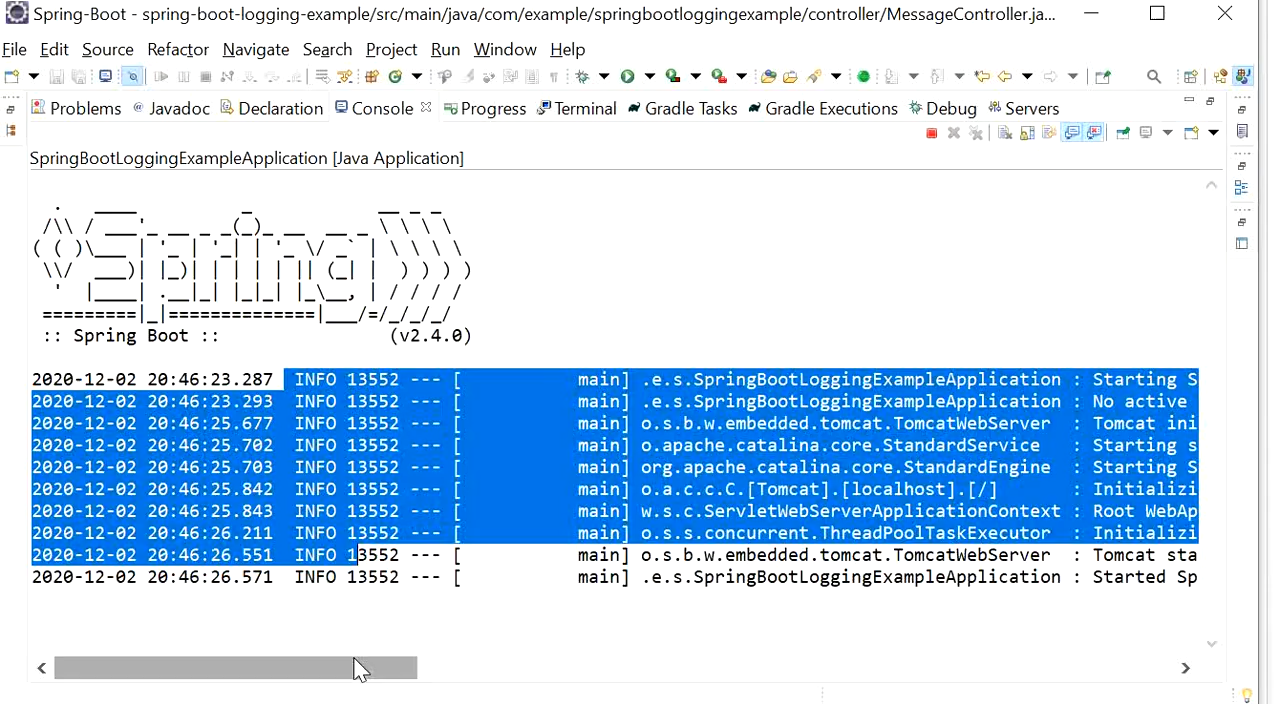 Spring-Boot - spring-boot-logging-example/src/main/java/com/example/springbootloggingexample/controller/MessageController.ja...
File Edit Source Refactor Navigate Search Project Run Window Help
Problems @ Javadoc Declaration Console Progress Terminal Gradle Tasks Gradle Executions Debug Servers
SpringBootLoggingExampleApplication [Java Application]
Spring
:: Spring Boot :: (v2.4.0)
2020-12-02 20:46:23.287 INFO 13552 --- [ main] .e.s.SpringBootLoggingExampleApplication : Starting S
2020-12-02 20:46:23.293 INFO 13552 --- [ main] .e.s.SpringBootLoggingExampleApplication : No active
2020-12-02 20:46:25.677 INFO 13552 --- [ main] o.s.b.w.embedded.tomcat.TomcatWebServer : Tomcat ini
2020-12-02 20:46:25.702 INFO 13552 --- [ main] o.apache.catalina.core.StandardService : Starting s
2020-12-02 20:46:25.703 INFO 13552 --- [ main] org.apache.catalina.core.StandardEngine : Starting S
2020-12-02 20:46:25.842 INFO 13552 --- [ main] o.a.c.c.C.[Tomcat].[localhost].[/] : Initializi
2020-12-02 20:46:25.843 INFO 13552 --- [ main] w.s.c.ServletWebServerApplicationContext : Root WebAp
2020-12-02 20:46:26.211 INFO 13552 --- [ main] o.s.s.concurrent.ThreadPoolTaskExecutor : Initializi
2020-12-02 20:46:26.551 INFO 13552 --- [ main] o.s.b.w.embedded.tomcat.TomcatWebServer : Tomcat sta
2020-12-02 20:46:26.571 INFO 13552 --- [ main] .e.s.SpringBootLoggingExampleApplication : Started Sp